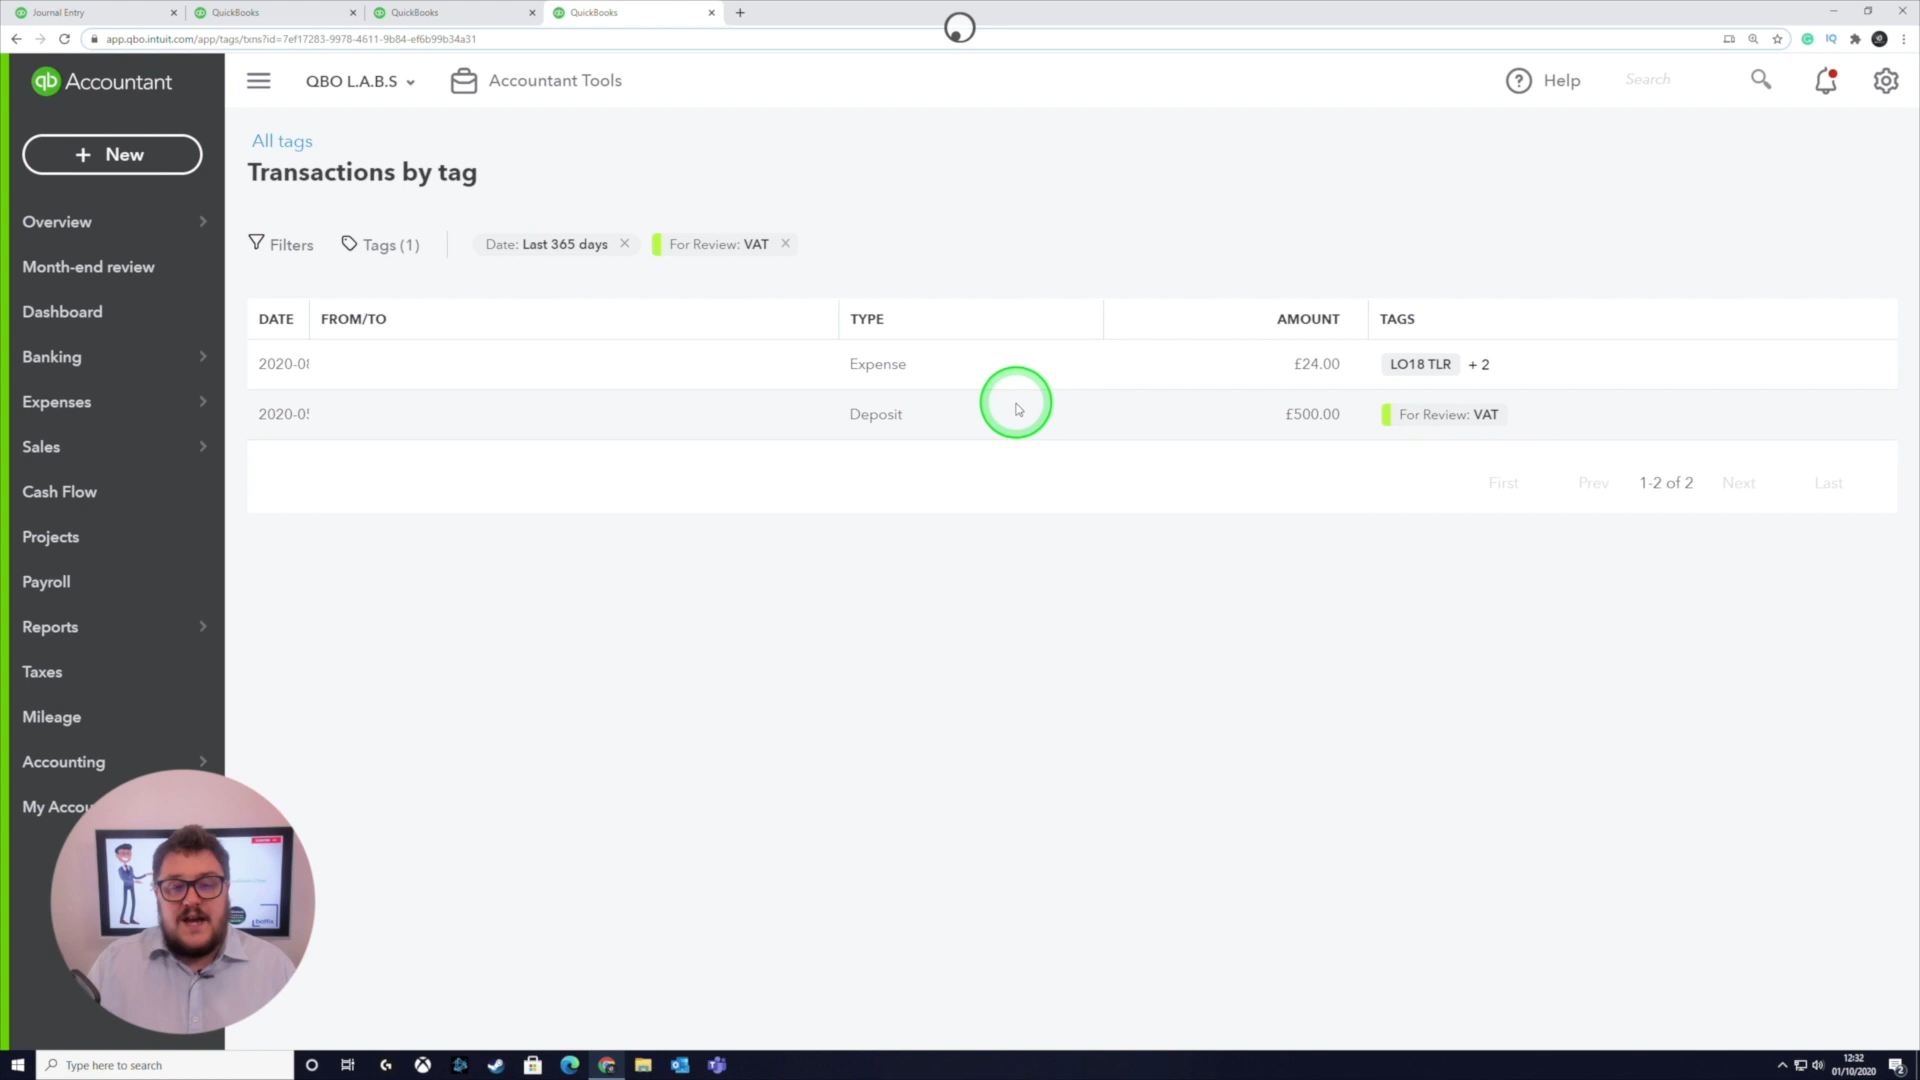 Journal Entry
QuickBooks
QuickBooks
QuickBooks
app.qbo.intuit.com/app/tags/txns?id=7ef17283-9978-4611-9b84-ef6b99b34a31
IQ
qb Accountant
QBO L.A.B.S
Accountant Tools
Help
Search
+ New
Overview
Month-end review
Dashboard
Banking
Expenses
Sales
Cash Flow
Projects
Payroll
Reports
Taxes
Mileage
Accounting
My Accou
All tags
Transactions by tag
Filters
Tags (1)
Date: Last 365 days
For Review: VAT
DATE FROM/TO TYPE AMOUNT TAGS
2020-08 Expense £24.00 LO18 TLR + 2
2020-05 Deposit £500.00 For Review: VAT
First Prev 1-2 of 2 Next Last
Type here to search
12:32
01/10/2020
2